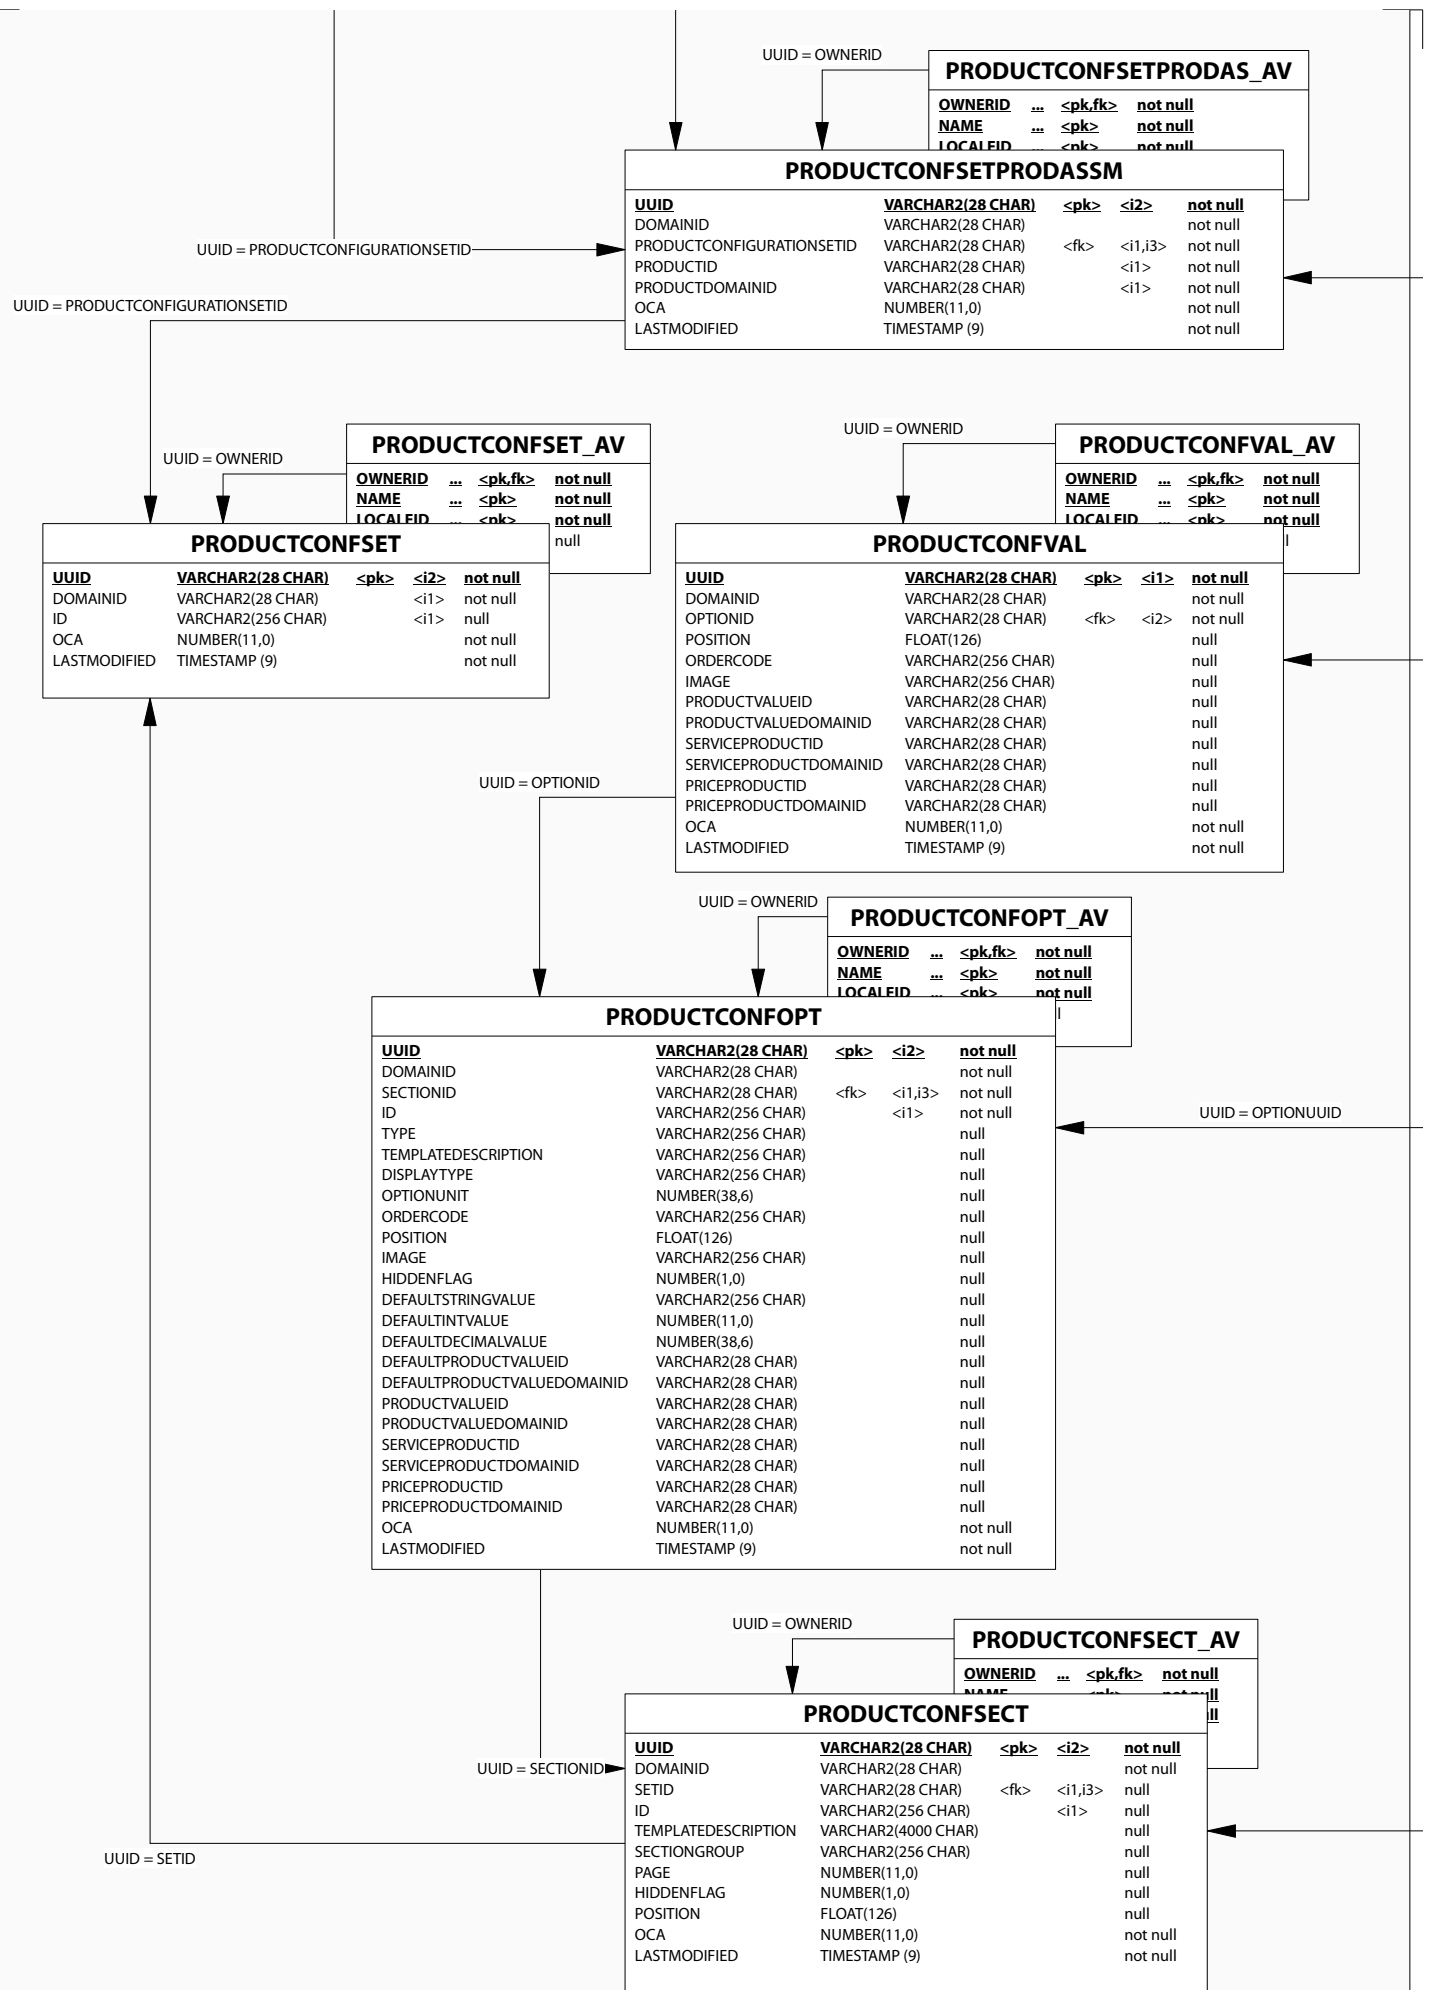 UUID = OWNERID
PRODUCTCONFSETPRODAS_AV
OWNERID ... <pk,fk> not null
NAME ... <pk> not null
LOCALEID ... <pk> not null
PRODUCTCONFSETPRODASSM
UUID VARCHAR2(28 CHAR) <pk> <i2> not null
DOMAINID VARCHAR2(28 CHAR) not null
PRODUCTCONFIGURATIONSETID VARCHAR2(28 CHAR) <fk> <i1,i3> not null
PRODUCTID VARCHAR2(28 CHAR) <i1> not null
PRODUCTDOMAINID VARCHAR2(28 CHAR) <i1> not null
OCA NUMBER(11,0) not null
LASTMODIFIED TIMESTAMP (9) not null
UUID = PRODUCTCONFIGURATIONSETID
UUID = PRODUCTCONFIGURATIONSETID
UUID = OWNERID
PRODUCTCONFSET_AV
OWNERID ... <pk,fk> not null
NAME ... <pk> not null
LOCALEID ... <pk> not null
null
PRODUCTCONFSET
UUID VARCHAR2(28 CHAR) <pk> <i2> not null
DOMAINID VARCHAR2(28 CHAR) <i1> not null
ID VARCHAR2(256 CHAR) <i1> null
OCA NUMBER(11,0) not null
LASTMODIFIED TIMESTAMP (9) not null
UUID = OWNERID
PRODUCTCONFVAL_AV
OWNERID ... <pk,fk> not null
NAME ... <pk> not null
LOCALEID ... <pk> not null
l
PRODUCTCONFVAL
UUID VARCHAR2(28 CHAR) <pk> <i1> not null
DOMAINID VARCHAR2(28 CHAR) not null
OPTIONID VARCHAR2(28 CHAR) <fk> <i2> not null
POSITION FLOAT(126) null
ORDERCODE VARCHAR2(256 CHAR) null
IMAGE VARCHAR2(256 CHAR) null
PRODUCTVALUEID VARCHAR2(28 CHAR) null
PRODUCTVALUEDOMAINID VARCHAR2(28 CHAR) null
SERVICEPRODUCTID VARCHAR2(28 CHAR) null
SERVICEPRODUCTDOMAINID VARCHAR2(28 CHAR) null
PRICEPRODUCTID VARCHAR2(28 CHAR) null
PRICEPRODUCTDOMAINID VARCHAR2(28 CHAR) null
OCA NUMBER(11,0) not null
LASTMODIFIED TIMESTAMP (9) not null
UUID = OPTIONID
UUID = OWNERID
PRODUCTCONFOPT_AV
OWNERID ... <pk,fk> not null
NAME ... <pk> not null
LOCALEID ... <pk> not null
l
PRODUCTCONFOPT
UUID VARCHAR2(28 CHAR) <pk> <i2> not null
DOMAINID VARCHAR2(28 CHAR) not null
SECTIONID VARCHAR2(28 CHAR) <fk> <i1,i3> not null
ID VARCHAR2(256 CHAR) <i1> not null
TYPE VARCHAR2(256 CHAR) null
TEMPLATEDESCRIPTION VARCHAR2(256 CHAR) null
DISPLAYTYPE VARCHAR2(256 CHAR) null
OPTIONUNIT NUMBER(38,6) null
ORDERCODE VARCHAR2(256 CHAR) null
POSITION FLOAT(126) null
IMAGE VARCHAR2(256 CHAR) null
HIDDENFLAG NUMBER(1,0) null
DEFAULTSTRINGVALUE VARCHAR2(256 CHAR) null
DEFAULTINTVALUE NUMBER(11,0) null
DEFAULTDECIMALVALUE NUMBER(38,6) null
DEFAULTPRODUCTVALUEID VARCHAR2(28 CHAR) null
DEFAULTPRODUCTVALUEDOMAINID VARCHAR2(28 CHAR) null
PRODUCTVALUEID VARCHAR2(28 CHAR) null
PRODUCTVALUEDOMAINID VARCHAR2(28 CHAR) null
SERVICEPRODUCTID VARCHAR2(28 CHAR) null
SERVICEPRODUCTDOMAINID VARCHAR2(28 CHAR) null
PRICEPRODUCTID VARCHAR2(28 CHAR) null
PRICEPRODUCTDOMAINID VARCHAR2(28 CHAR) null
OCA NUMBER(11,0) not null
LASTMODIFIED TIMESTAMP (9) not null
UUID = OPTIONUUID
UUID = OWNERID
PRODUCTCONFSECT_AV
OWNERID ... <pk,fk> not null
NAME ... <pk> not null
ll
PRODUCTCONFSECT
UUID VARCHAR2(28 CHAR) <pk> <i2> not null
DOMAINID VARCHAR2(28 CHAR) not null
SETID VARCHAR2(28 CHAR) <fk> <i1,i3> null
ID VARCHAR2(256 CHAR) <i1> null
TEMPLATEDESCRIPTION VARCHAR2(4000 CHAR) null
SECTIONGROUP VARCHAR2(256 CHAR) null
PAGE NUMBER(11,0) null
HIDDENFLAG NUMBER(1,0) null
POSITION FLOAT(126) null
OCA NUMBER(11,0) not null
LASTMODIFIED TIMESTAMP (9) not null
UUID = SECTIONID
UUID = SETID